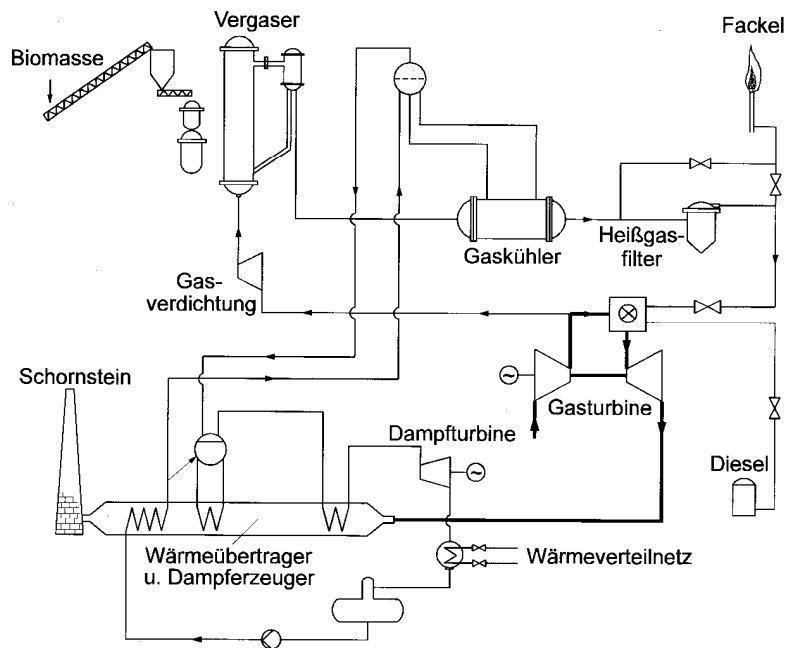 Vergaser
Fackel
Biomasse
Gaskühler
Heißgas-
filter
Gas-
verdichtung
Schornstein
Gasturbine
Dampfturbine
Diesel
Wärmeübertrager
u. Dampferzeuger
Wärmeverteilnetz